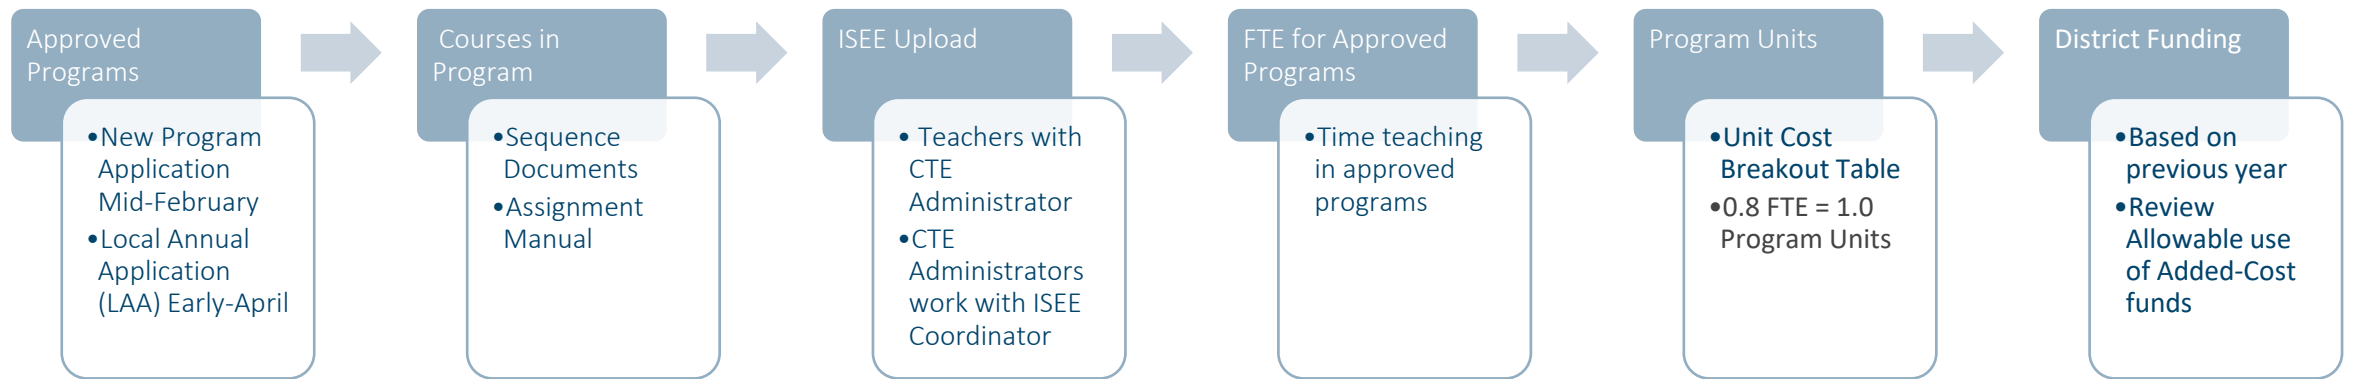 Approved
Programs
•New Program
Application
Mid-February
•Local Annual
Application
(LAA) Early-April
Courses in
Program
•Sequence
Documents
•Assignment
Manual
ISEE Upload
• Teachers with
CTE
Administrator
•CTE
Administrators
work with ISEE
Coordinator
FTE for Approved
Programs
•Time teaching
in approved
programs
Program Units
•Unit Cost
Breakout Table
•0.8 FTE = 1.0
Program Units
District Funding
•Based on
previous year
•Review
Allowable use
of Added-Cost
funds